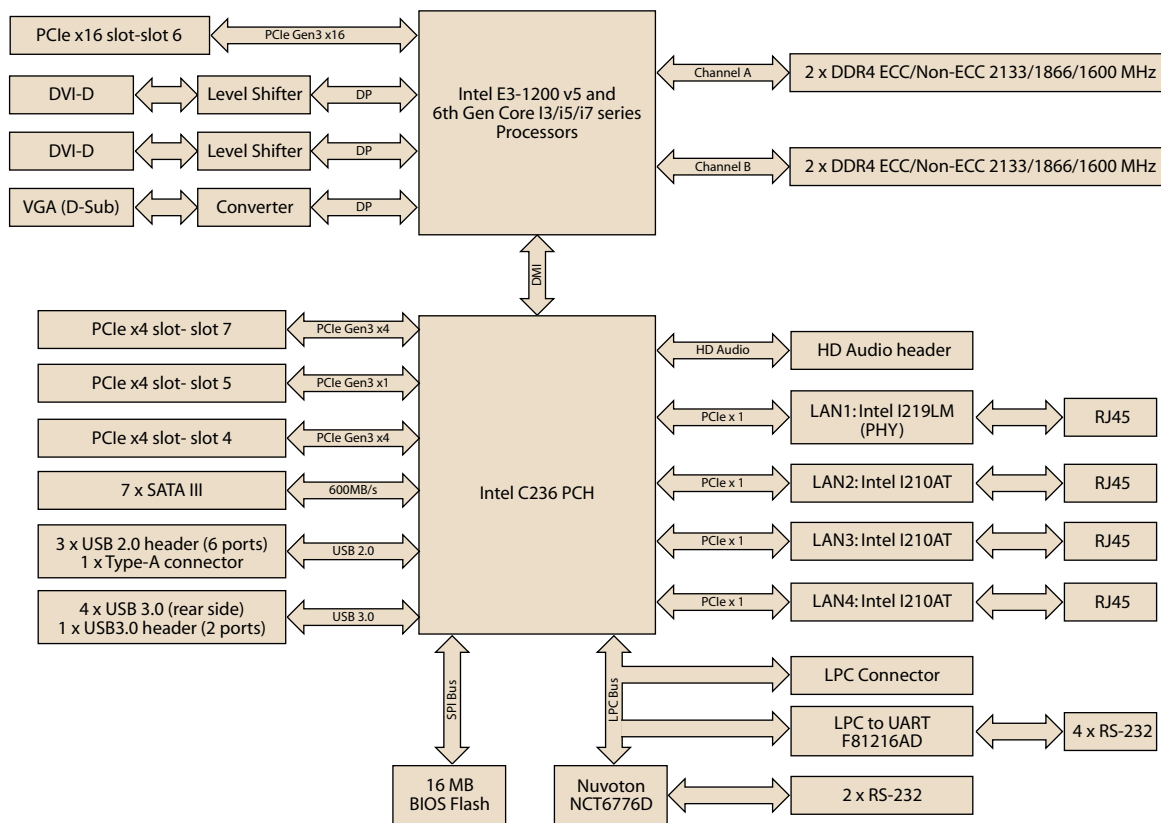 PCIe x16 slot-slot 6
PCIe Gen3 x16
DVI-D
Level Shifter
DP
DVI-D
Level Shifter
DP
VGA (D-Sub)
Converter
DP
Intel E3-1200 v5 and
6th Gen Core I3/i5/i7 series
Processors
Channel A
2 x DDR4 ECC/Non-ECC 2133/1866/1600 MHz
Channel B
2 x DDR4 ECC/Non-ECC 2133/1866/1600 MHz
DMI
PCIe x4 slot- slot 7
PCIe Gen3 x4
PCIe x4 slot- slot 5
PCIe Gen3 x1
PCIe x4 slot- slot 4
PCIe Gen3 x4
7 x SATA III
600MB/s
3 x USB 2.0 header (6 ports)
1 x Type-A connector
USB 2.0
4 x USB 3.0 (rear side)
1 x USB3.0 header (2 ports)
USB 3.0
Intel C236 PCH
HD Audio
HD Audio header
PCIe x 1
LAN1: Intel I219LM
(PHY)
RJ45
PCIe x 1
LAN2: Intel I210AT
RJ45
PCIe x 1
LAN3: Intel I210AT
RJ45
PCIe x 1
LAN4: Intel I210AT
RJ45
SPI Bus
LPC Bus
LPC Connector
LPC to UART
F81216AD
4 x RS-232
16 MB
BIOS Flash
Nuvoton
NCT6776D
2 x RS-232